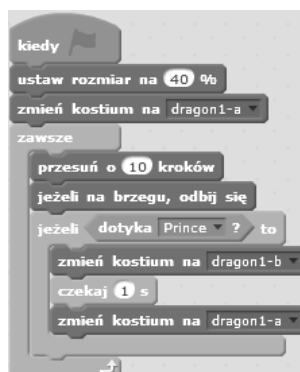 kiedy
ustaw rozmiar na 40 %
zmień kostium na dragon1-a
zawsze
przesuń o 10 kroków
jeżeli na brzegu, odbij się
jeżeli dotyka Prince ? to
zmień kostium na dragon1-b
czekaj 1 s
zmień kostium na dragon1-a